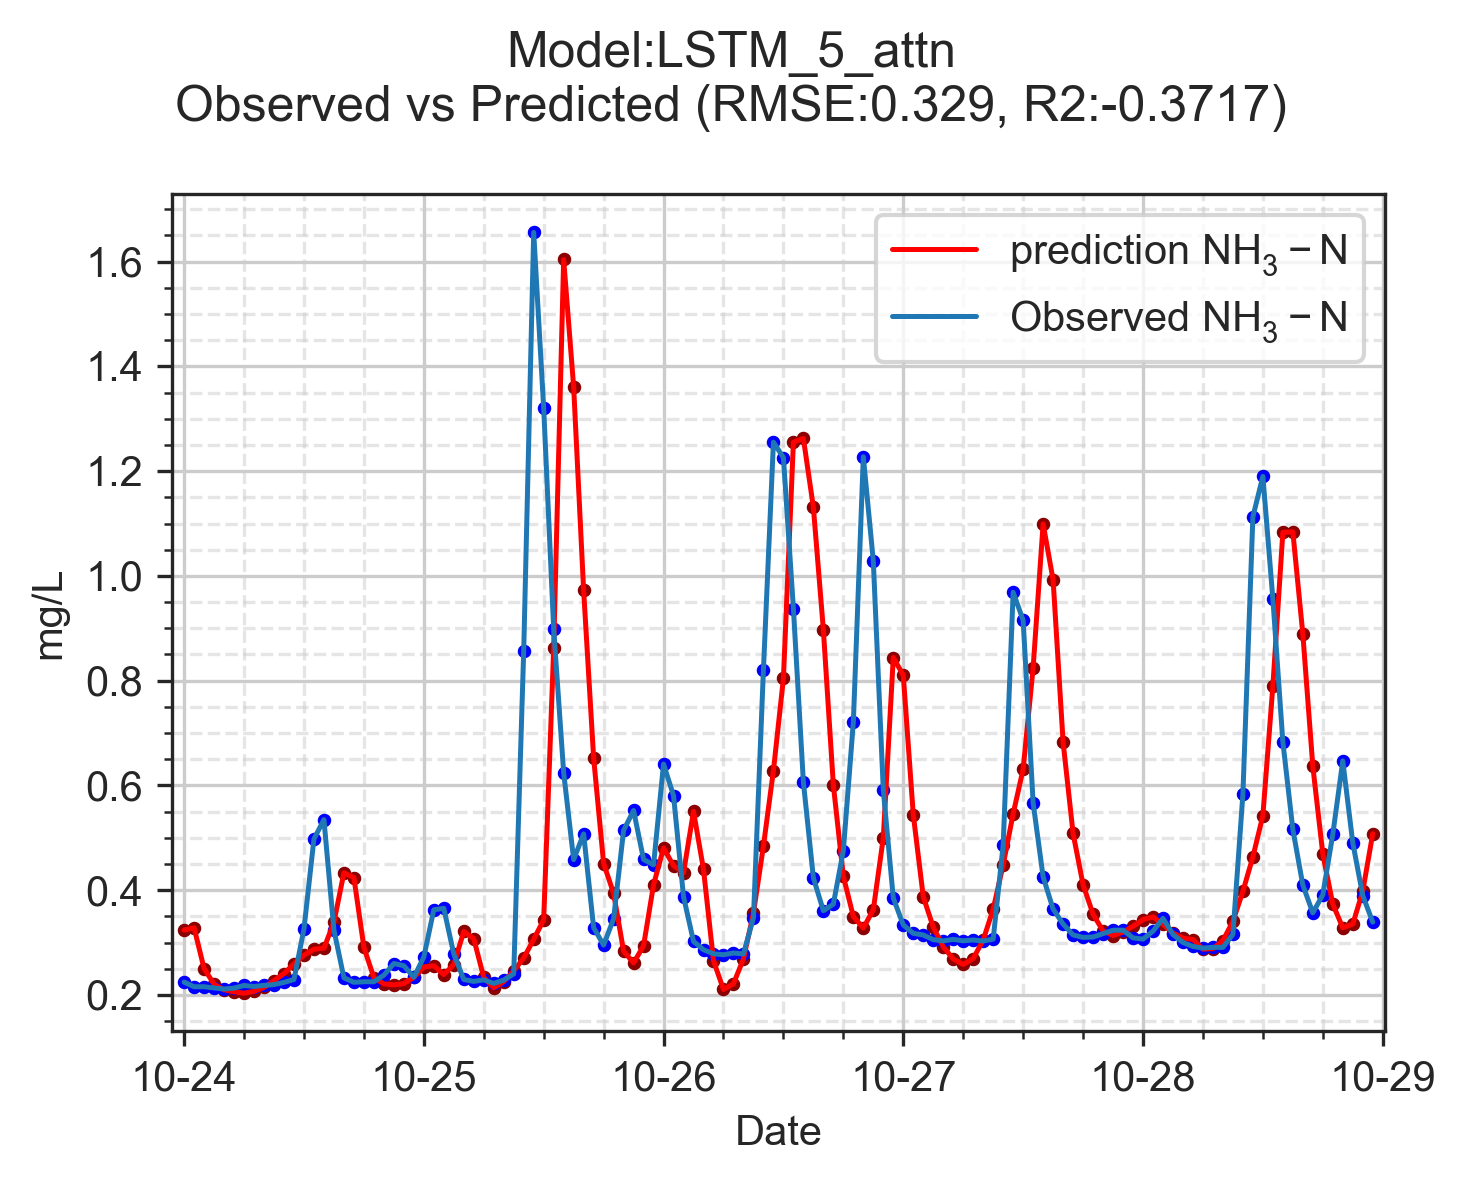 Model:LSTM_5_attn
Observed vs Predicted (RMSE:0.329, R2:-0.3717)
prediction NH₃ − N
Observed NH₃ − N
1.6
1.4
1.2
1.0
0.8
0.6
0.4
0.2
mg/L
10-24 10-25 10-26 10-27 10-28 10-29
Date